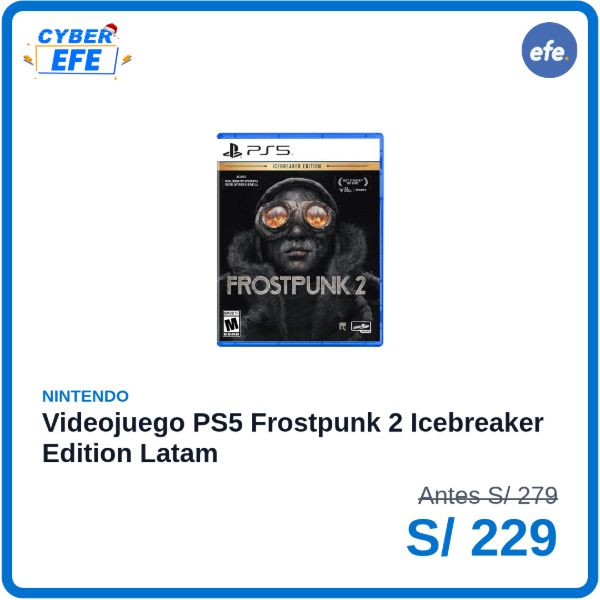 CYBER
EFE
efe.
PS5
ICEBREAKER EDITION
FROSTPUNK 2
M
NINTENDO
Videojuego PS5 Frostpunk 2 Icebreaker
Edition Latam
Antes S/ 279
S/ 229